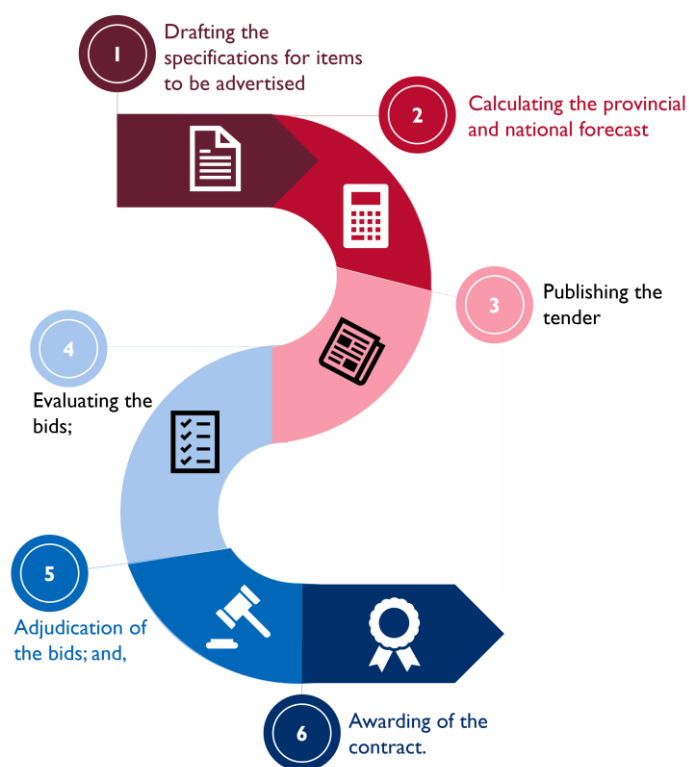 1
Drafting the
specifications for items
to be advertised
2
Calculating the provincial
and national forecast
3
Publishing the
tender
4
Evaluating the
bids;
5
Adjudication of
the bids; and,
6
Awarding of the
contract.